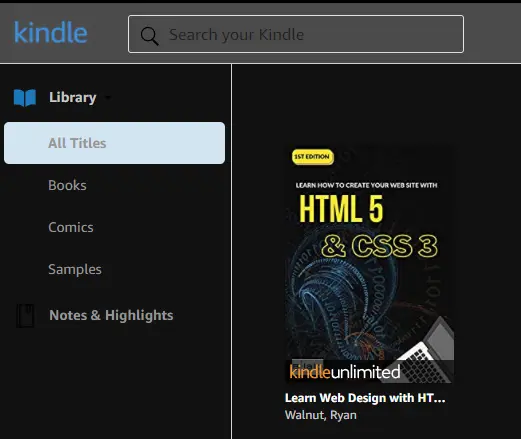 kindle
Search your Kindle
Library
All Titles
Books
Comics
Samples
Notes & Highlights
1ST EDITION
LEARN HOW TO CREATE YOUR WEB SITE WITH
HTML 5
& CSS 3
kindleunlimited
Learn Web Design with HT...
Walnut, Ryan